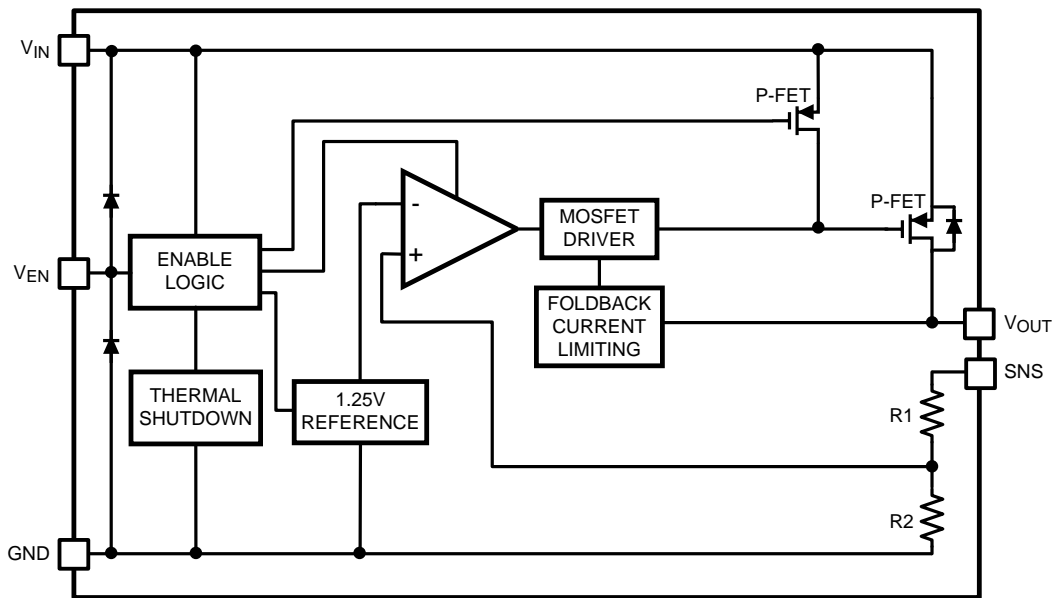 VIN
P-FET
P-FET
-
+
MOSFET
DRIVER
VEN
ENABLE
LOGIC
FOLDBACK
CURRENT
LIMITING
VOUT
SNS
THERMAL
SHUTDOWN
1.25V
REFERENCE
R1
R2
GND